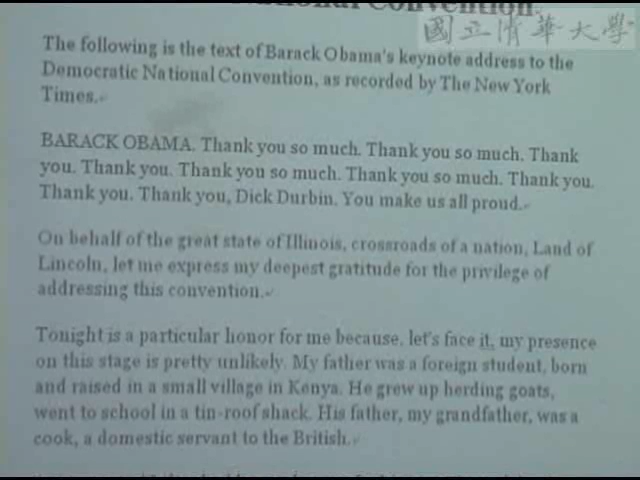 National Convention
國立清華大學
The following is the text of Barack Obama's keynote address to the
Democratic National Convention, as recorded by The New York
Times.
BARACK OBAMA. Thank you so much. Thank you so much. Thank
you. Thank you. Thank you so much. Thank you so much. Thank you.
Thank you. Thank you, Dick Durbin. You make us all proud.
On behalf of the great state of Illinois, crossroads of a nation, Land of
Lincoln, let me express my deepest gratitude for the privilege of
addressing this convention.
Tonight is a particular honor for me because, let's face it, my presence
on this stage is pretty unlikely. My father was a foreign student, born
and raised in a small village in Kenya. He grew up herding goats,
went to school in a tin-roof shack. His father, my grandfather, was a
cook, a domestic servant to the British.